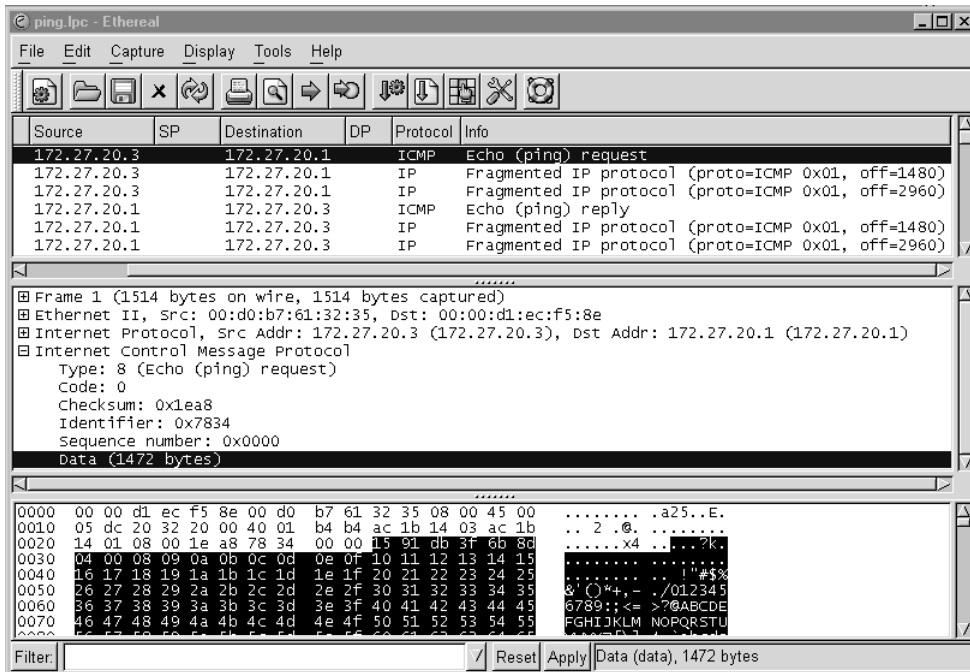 ping.lpc - Ethereal
File Edit Capture Display Tools Help
Source SP Destination DP Protocol Info
172.27.20.3 172.27.20.1 ICMP Echo (ping) request
172.27.20.3 172.27.20.1 IP Fragmented IP protocol (proto=ICMP 0x01, off=1480)
172.27.20.3 172.27.20.1 IP Fragmented IP protocol (proto=ICMP 0x01, off=2960)
172.27.20.1 172.27.20.3 ICMP Echo (ping) reply
172.27.20.1 172.27.20.3 IP Fragmented IP protocol (proto=ICMP 0x01, off=1480)
172.27.20.1 172.27.20.3 IP Fragmented IP protocol (proto=ICMP 0x01, off=2960)
Frame 1 (1514 bytes on wire, 1514 bytes captured)
Ethernet II, Src: 00:d0:b7:61:32:35, Dst: 00:00:d1:ec:f5:8e
Internet Protocol, Src Addr: 172.27.20.3 (172.27.20.3), Dst Addr: 172.27.20.1 (172.27.20.1)
Internet Control Message Protocol
Type: 8 (Echo (ping) request)
Code: 0
Checksum: 0x1ea8
Identifier: 0x7834
Sequence number: 0x0000
Data (1472 bytes)
0000 00 00 d1 ec f5 8e 00 d0 b7 61 32 35 08 00 45 00 ........ .a25..E.
0010 05 dc 20 32 20 00 40 01 b4 b4 ac 1b 14 03 ac 1b .. 2 .@. ........
0020 14 01 08 00 1e a8 78 34 00 00 15 91 db 3f 6b 8d ......x4 .....?k.
0030 04 00 08 09 0a 0b 0c 0d 0e 0f 10 11 12 13 14 15 ........ ........
0040 16 17 18 19 1a 1b 1c 1d 1e 1f 20 21 22 23 24 25 ........ .. !"#$%
0050 26 27 28 29 2a 2b 2c 2d 2e 2f 30 31 32 33 34 35 &'()*+,- ./012345
0060 36 37 38 39 3a 3b 3c 3d 3e 3f 40 41 42 43 44 45 6789:;<= >?@ABCDE
0070 46 47 48 49 4a 4b 4c 4d 4e 4f 50 51 52 53 54 55 FGHIJKLM NOPQRSTU
Filter: Reset Apply Data (data), 1472 bytes